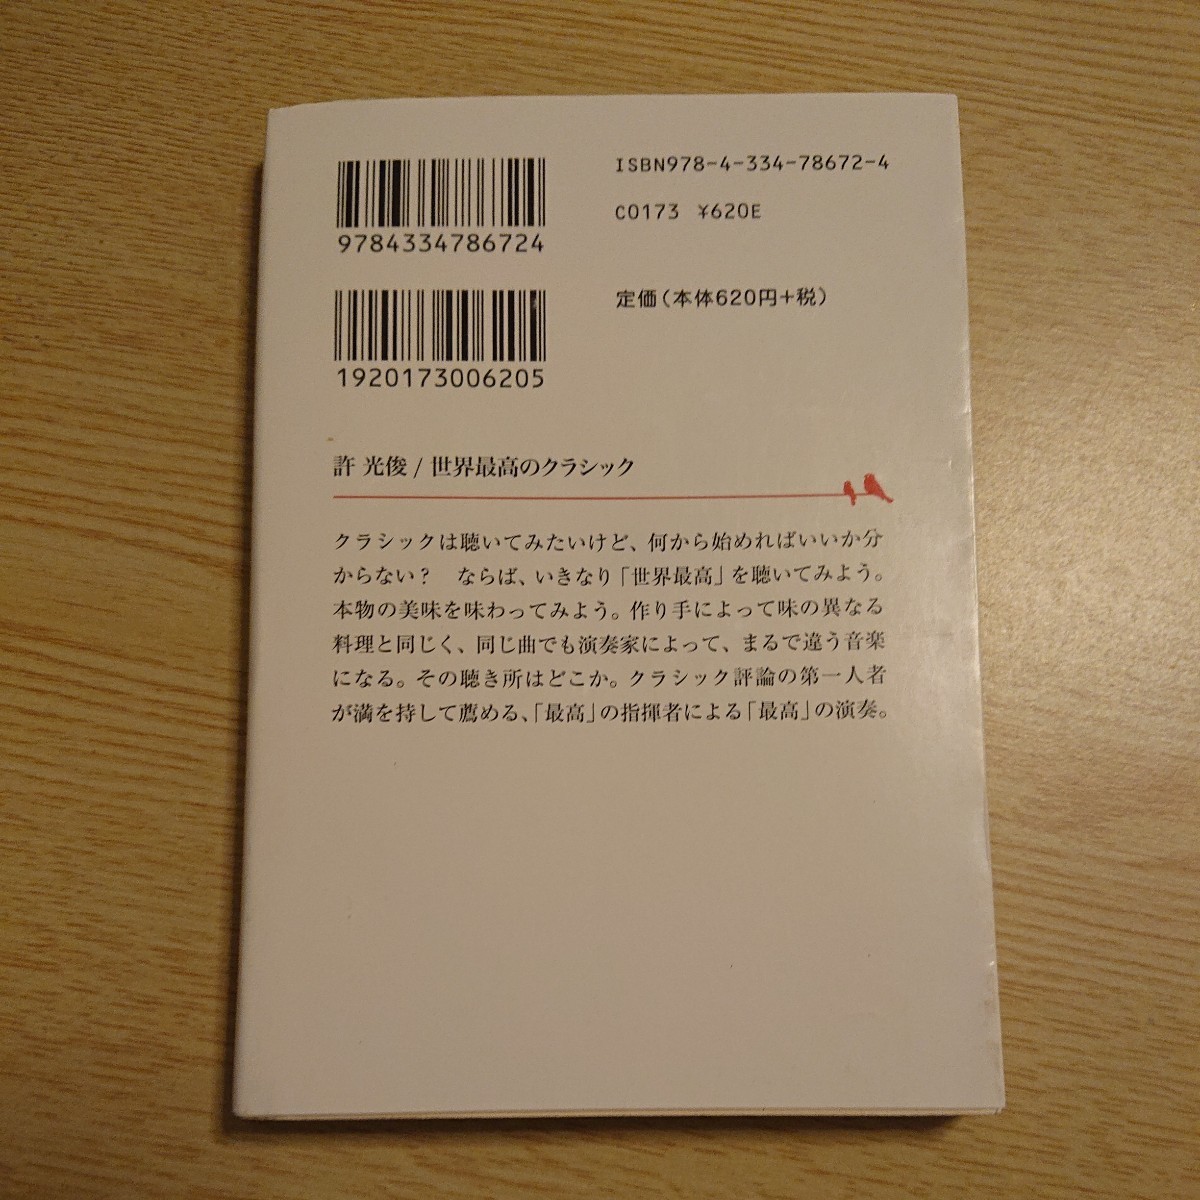 9784334786724
ISBN978-4-334-78672-4
C0173 ¥620E
1920173006205
定価(本体620円+税)
許 光俊 / 世界最高のクラシック
クラシックは聴いてみたいけど、何から始めればいいか分
からない?　ならば、いきなり「世界最高」を聴いてみよう。
本物の美味を味わってみよう。作り手によって味の異なる
料理と同じく、同じ曲でも演奏家によって、まるで違う音楽
になる。その聴き所はどこか。クラシック評論の第一人者
が満を持して薦める、「最高」の指揮者による「最高」の演奏。